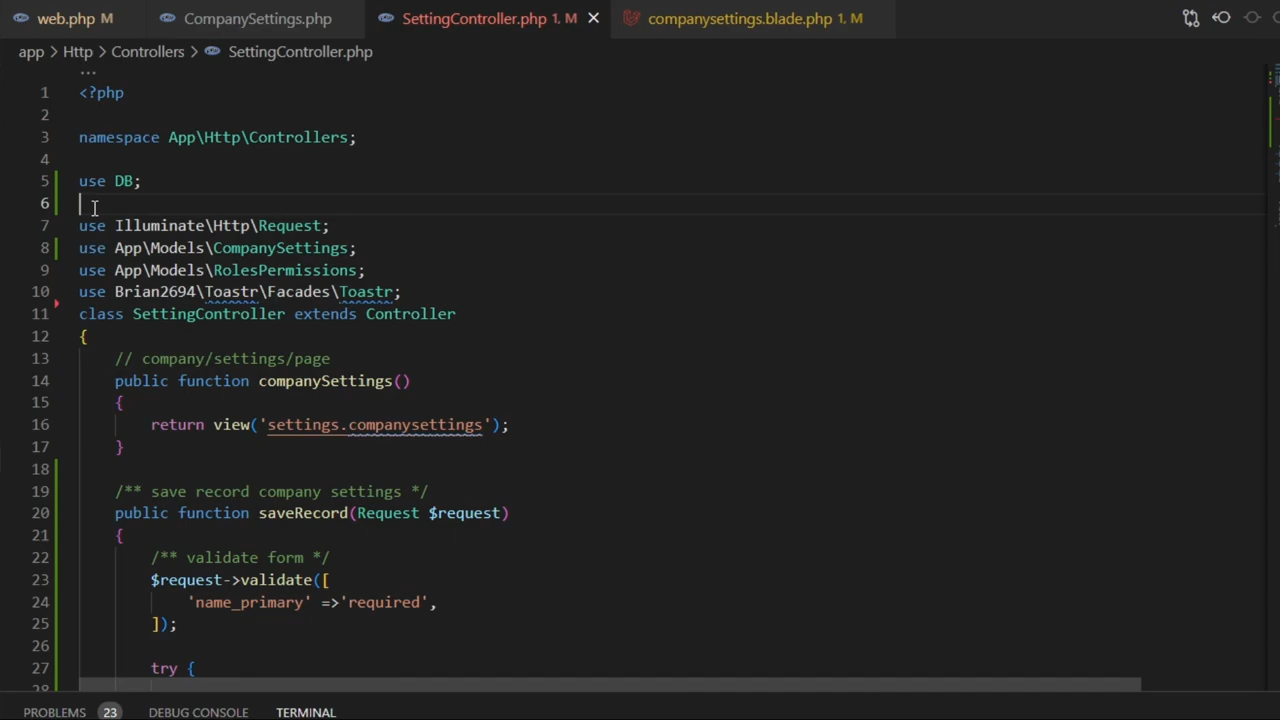 web.php M CompanySettings.php SettingController.php 1, M companysettings.blade.php 1, M
app > Http > Controllers > SettingController.php
...
1 <?php
2
3 namespace App\Http\Controllers;
4
5 use DB;
6
7 use Illuminate\Http\Request;
8 use App\Models\CompanySettings;
9 use App\Models\RolesPermissions;
10 use Brian2694\Toastr\Facades\Toastr;
11 class SettingController extends Controller
12 {
13 // company/settings/page
14 public function companySettings()
15 {
16 return view('settings.companysettings');
17 }
18
19 /** save record company settings */
20 public function saveRecord(Request $request)
21 {
22 /** validate form */
23 $request->validate([
24 'name_primary' =>'required',
25 ]);
26
27 try {
28
PROBLEMS 23 DEBUG CONSOLE TERMINAL